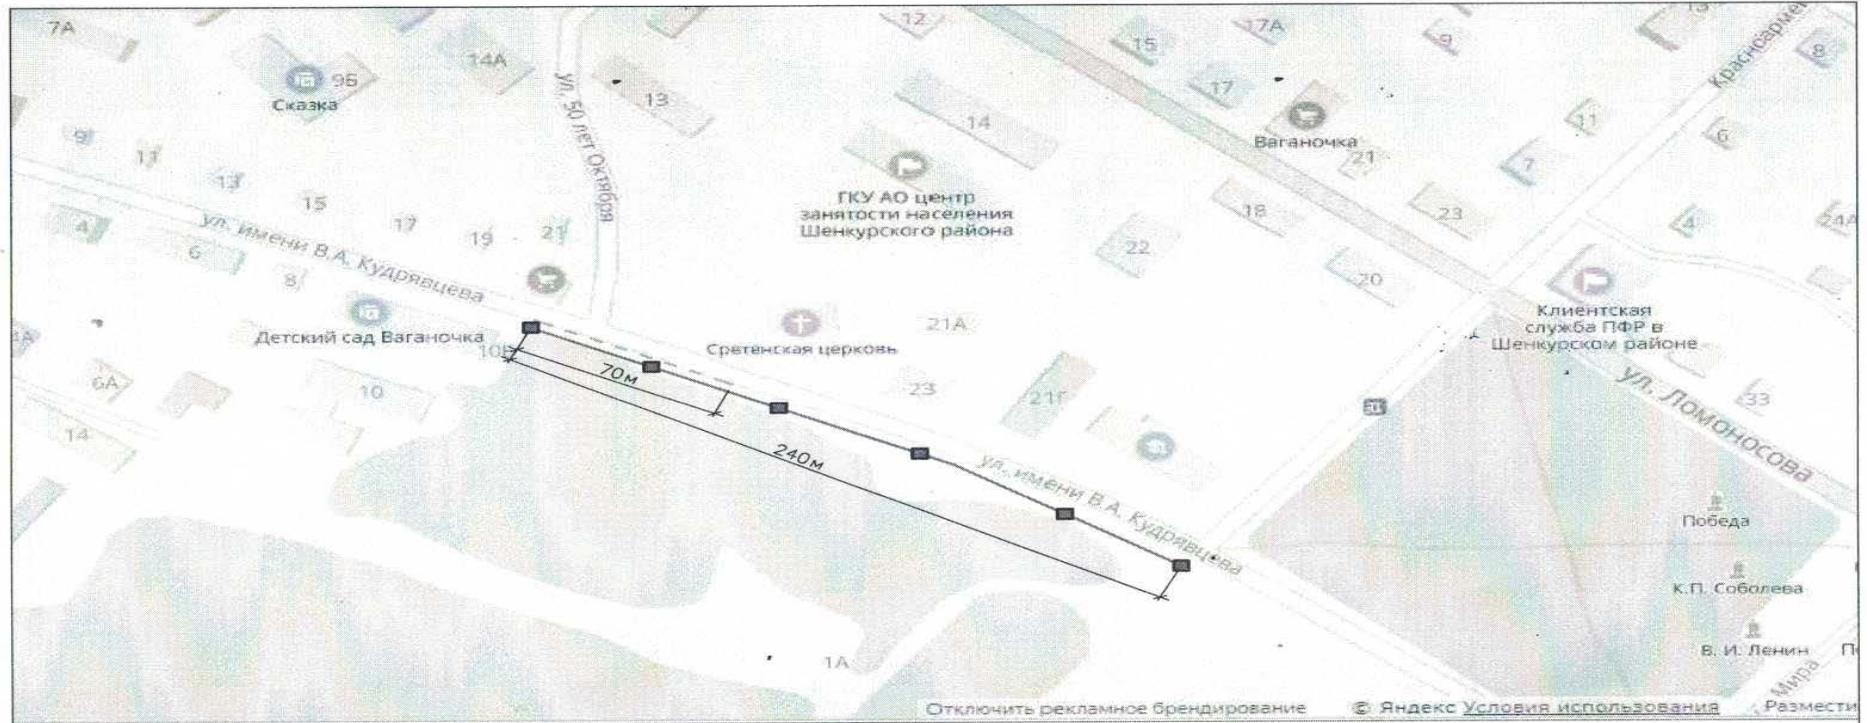 7А
12
15
17А
9
8
Красноарме
14А
9Б
Сказка
ул. 50 лет Октября
13
14
17
Ваганочка
21
11
6
7
9
11
13
15
17
19
21
ГКУ АО центр
занятости населения
Шенкурского района
18
23
4
24А
4
6
8
ул. имени В.А. Кудрявцева
22
20
Клиентская
служба ПФР в
Шенкурском районе
Детский сад Ваганочка
Сретенская церковь
21А
6А
10
70м
23
21Г
33
ул. Ломоносова
14
240м
ул. имени В.А. Кудрявцева
Победа
К.П. Соболева
В. И. Ленин
1А
Мира
Отключить рекламное брендирование
© Яндекс Условия использования
Размести